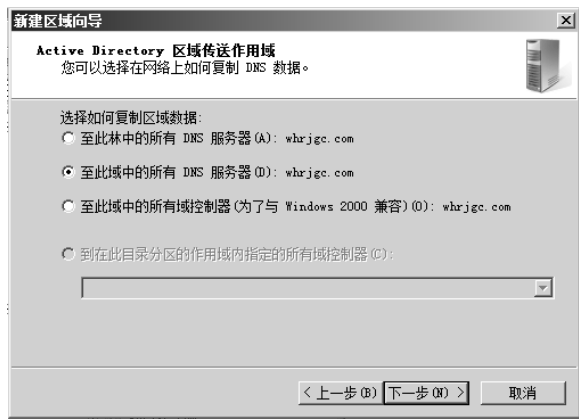 新建区域向导
Active Directory 区域传送作用域
您可以选择在网络上如何复制 DNS 数据。
选择如何复制区域数据:
至此林中的所有 DNS 服务器(A): whrjgc.com
至此域中的所有 DNS 服务器(D): whrjgc.com
至此域中的所有域控制器(为了与 Windows 2000 兼容)(O): whrjgc.com
到在此目录分区的作用域内指定的所有域控制器(C):
< 上一步(B) 下一步(N) > 取消